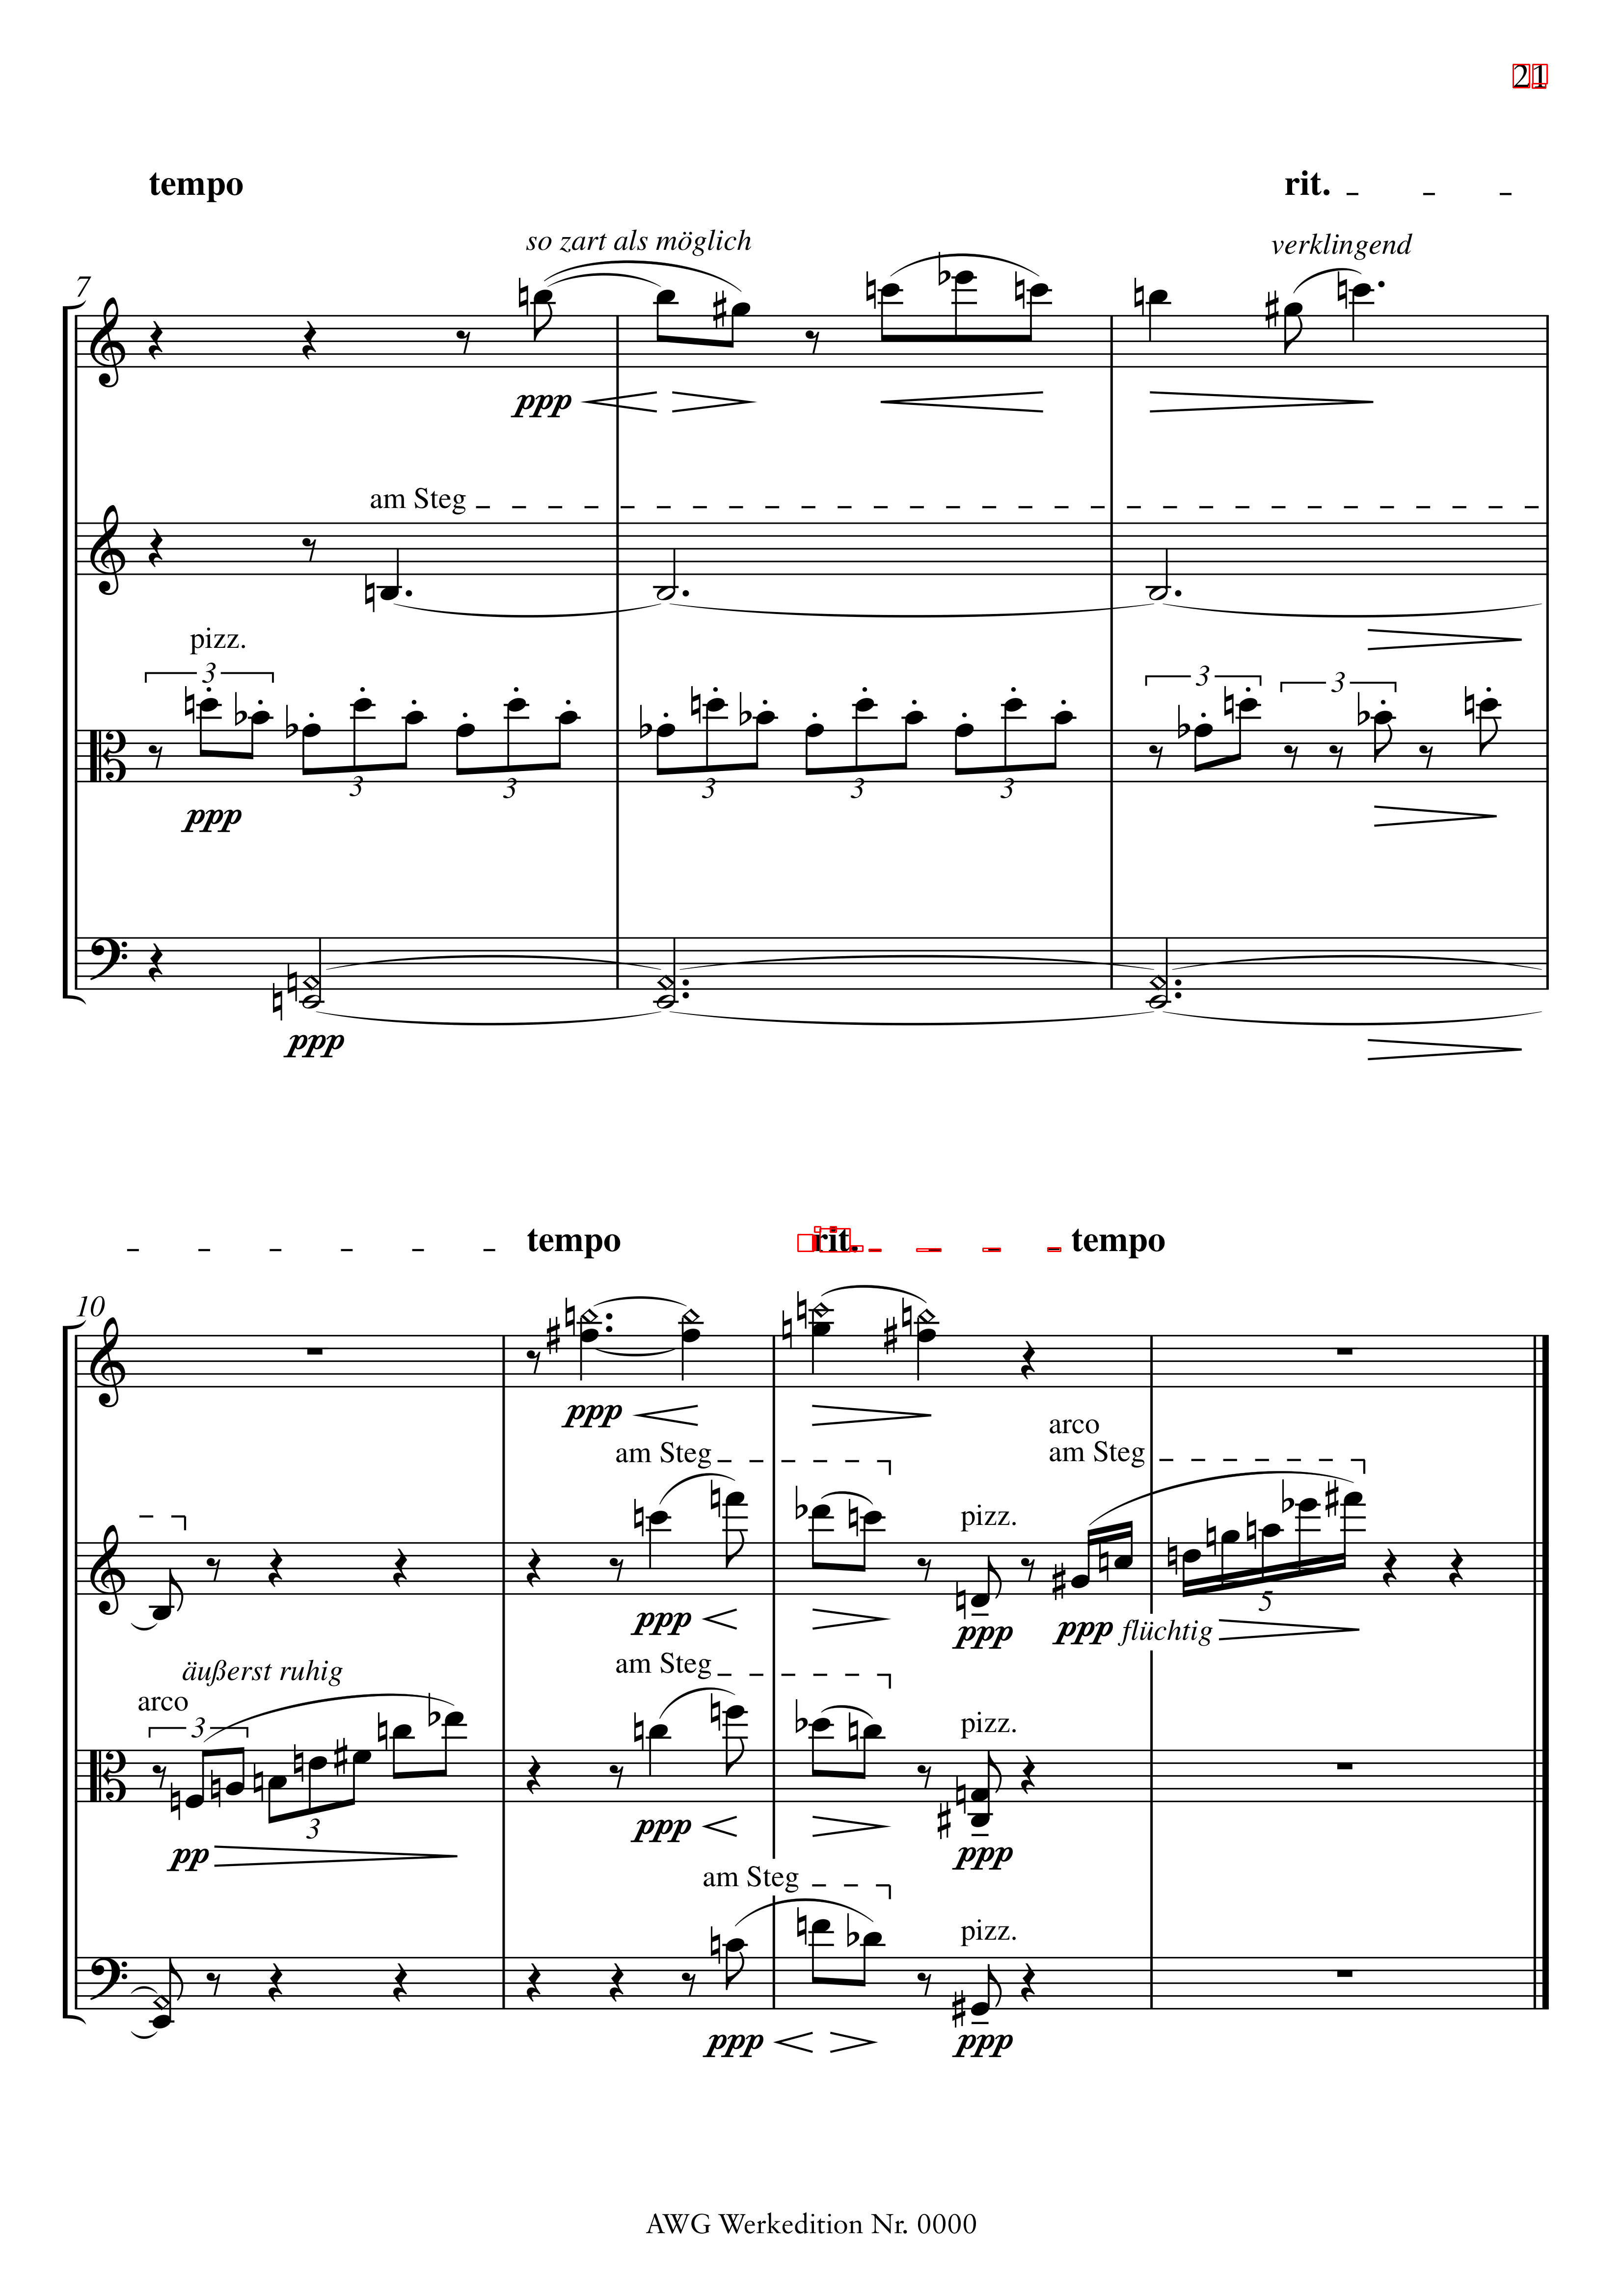 21
tempo rit.
so zart als möglich verklingend
7
ppp
am Steg
pizz.
3 3 3
3 3 3 3 3
ppp
ppp
tempo rit. tempo
10
ppp
arco
am Steg am Steg
pizz.
5
ppp ppp ppp flüchtig
äußerst ruhig am Steg
arco
3 pizz.
3
pp ppp ppp
am Steg
pizz.
ppp ppp
AWG Werkedition Nr. 0000